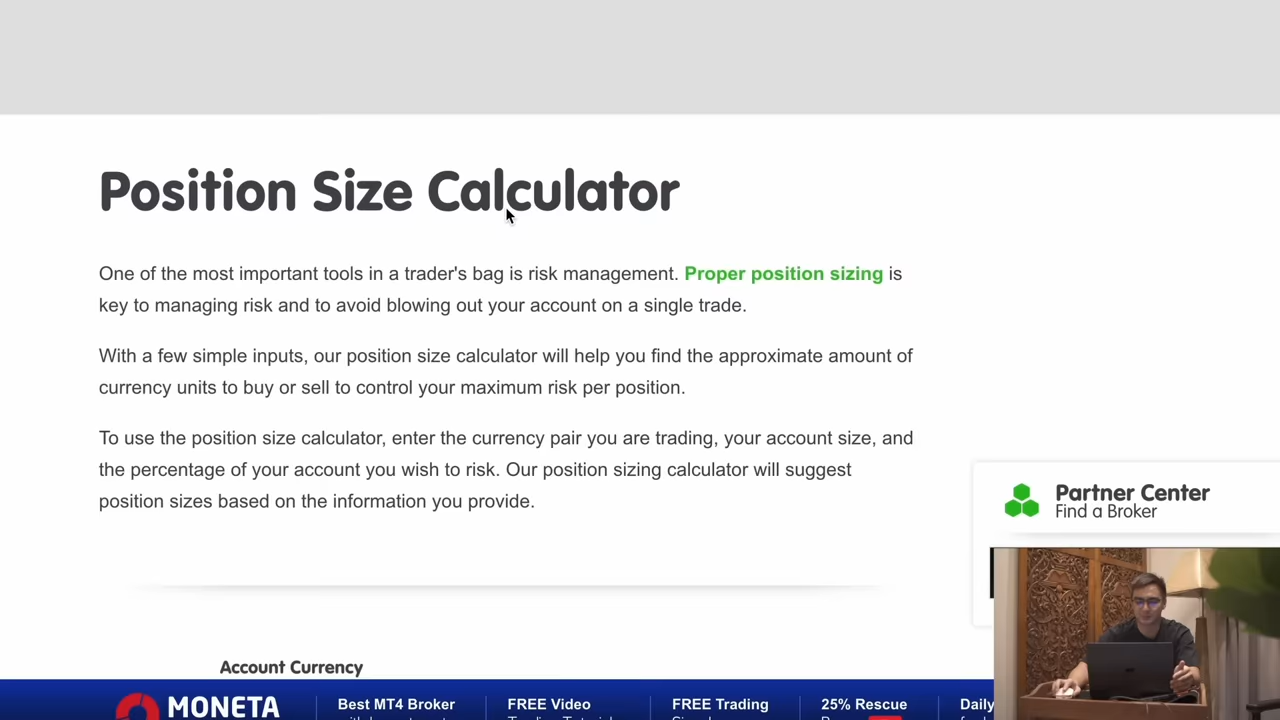 Position Size Calculator
One of the most important tools in a trader's bag is risk management. Proper position sizing is
key to managing risk and to avoid blowing out your account on a single trade.
With a few simple inputs, our position size calculator will help you find the approximate amount of
currency units to buy or sell to control your maximum risk per position.
To use the position size calculator, enter the currency pair you are trading, your account size, and
the percentage of your account you wish to risk. Our position sizing calculator will suggest
position sizes based on the information you provide.
Partner Center
Find a Broker
Account Currency
MONETA
Best MT4 Broker
FREE Video
FREE Trading
25% Rescue
Daily